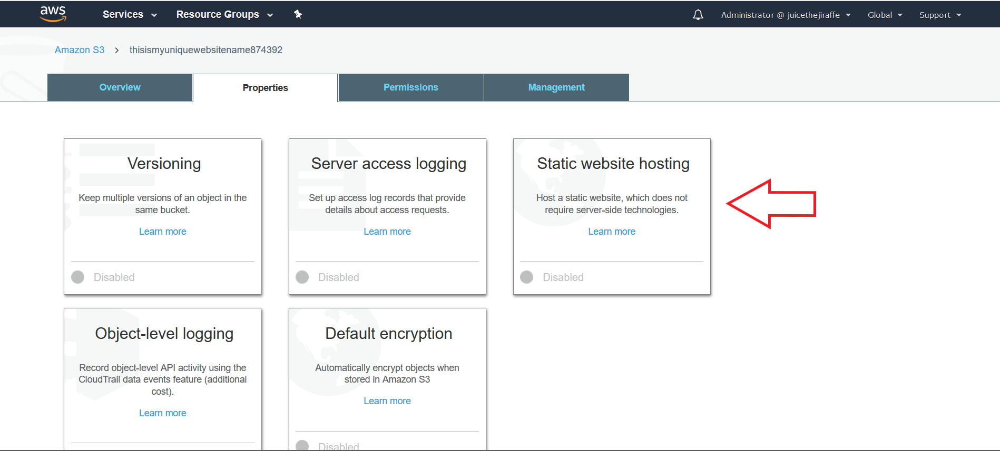 aws Services Resource Groups Administrator @ juicethejiraffe Global Support
Amazon S3 > thisismyuniquewebsitename874392
Overview Properties Permissions Management
Versioning
Keep multiple versions of an object in the
same bucket.
Learn more
Disabled
Server access logging
Set up access log records that provide
details about access requests.
Learn more
Disabled
Static website hosting
Host a static website, which does not
require server-side technologies.
Learn more
Disabled
Object-level logging
Record object-level API activity using the
CloudTrail data events feature (additional
cost).
Learn more
Default encryption
Automatically encrypt objects when
stored in Amazon S3
Learn more
Disabled